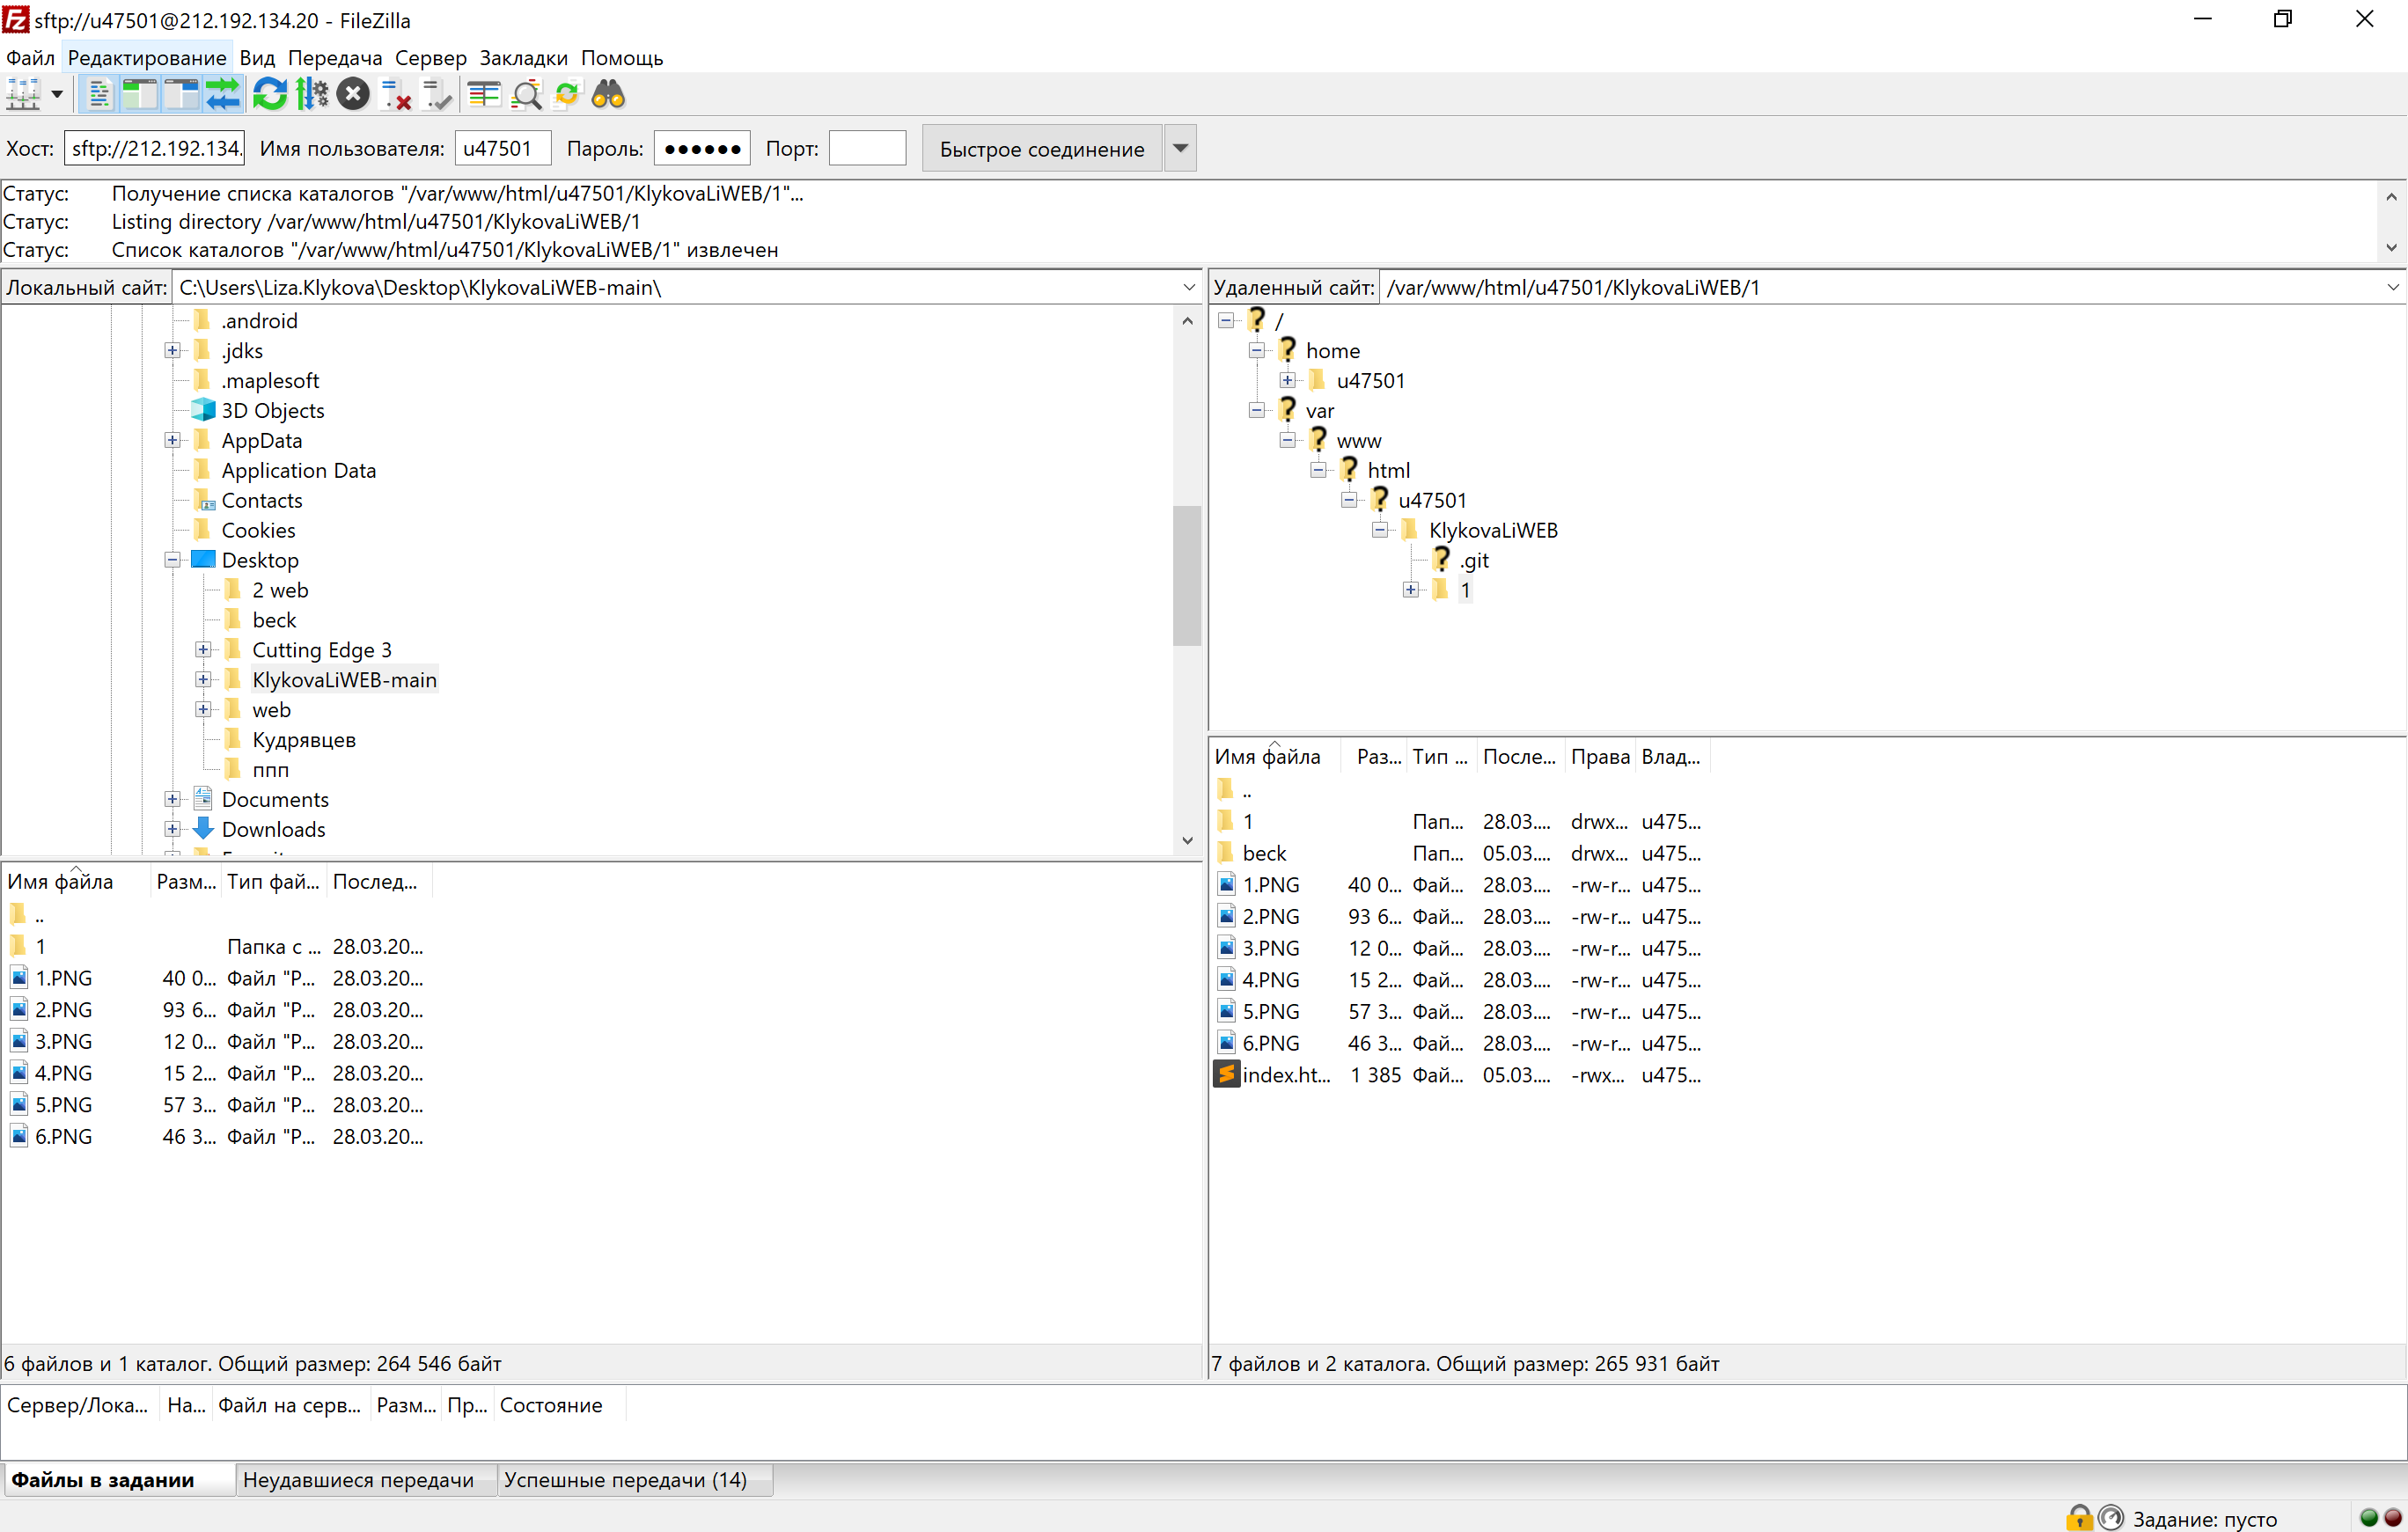 sftp://u47501@212.192.134.20 - FileZilla
Файл Редактирование Вид Передача Сервер Закладки Помощь
Хост: sftp://212.192.134. Имя пользователя: u47501 Пароль: ●●●●●● Порт: Быстрое соединение
Статус: Получение списка каталогов "/var/www/html/u47501/KlykovaLiWEB/1"...
Статус: Listing directory /var/www/html/u47501/KlykovaLiWEB/1
Статус: Список каталогов "/var/www/html/u47501/KlykovaLiWEB/1" извлечен
Локальный сайт: C:\Users\Liza.Klykova\Desktop\KlykovaLiWEB-main\
.android
.jdks
.maplesoft
3D Objects
AppData
Application Data
Contacts
Cookies
Desktop
2 web
beck
Cutting Edge 3
KlykovaLiWEB-main
web
Кудрявцев
ппп
Documents
Downloads
Имя файла Разм... Тип фай... Послед...
..
1 Папка с ... 28.03.20...
1.PNG 40 0... Файл "P... 28.03.20...
2.PNG 93 6... Файл "P... 28.03.20...
3.PNG 12 0... Файл "P... 28.03.20...
4.PNG 15 2... Файл "P... 28.03.20...
5.PNG 57 3... Файл "P... 28.03.20...
6.PNG 46 3... Файл "P... 28.03.20...
6 файлов и 1 каталог. Общий размер: 264 546 байт
Удаленный сайт: /var/www/html/u47501/KlykovaLiWEB/1
/
home
u47501
var
www
html
u47501
KlykovaLiWEB
.git
1
Имя файла Раз... Тип ... После... Права Влад...
..
1 Пап... 28.03.... drwx... u475...
beck Пап... 05.03.... drwx... u475...
1.PNG 40 0... Фай... 28.03.... -rw-r... u475...
2.PNG 93 6... Фай... 28.03.... -rw-r... u475...
3.PNG 12 0... Фай... 28.03.... -rw-r... u475...
4.PNG 15 2... Фай... 28.03.... -rw-r... u475...
5.PNG 57 3... Фай... 28.03.... -rw-r... u475...
6.PNG 46 3... Фай... 28.03.... -rw-r... u475...
index.ht... 1 385 Фай... 05.03.... -rwx... u475...
7 файлов и 2 каталога. Общий размер: 265 931 байт
Сервер/Лока... На... Файл на серв... Разм... Пр... Состояние
Файлы в задании Неудавшиеся передачи Успешные передачи (14)
Задание: пусто